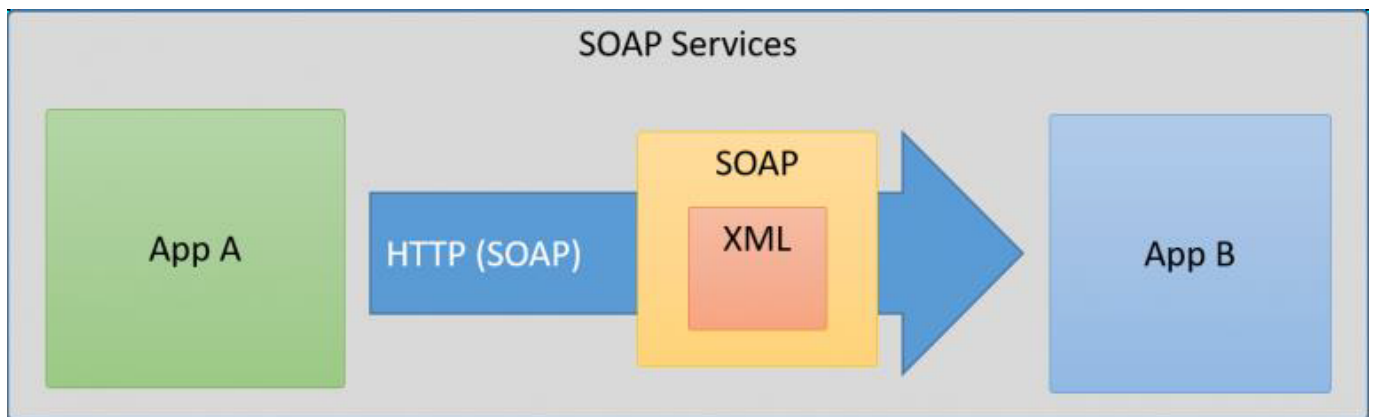 SOAP Services
App A
HTTP (SOAP)
SOAP
XML
App B